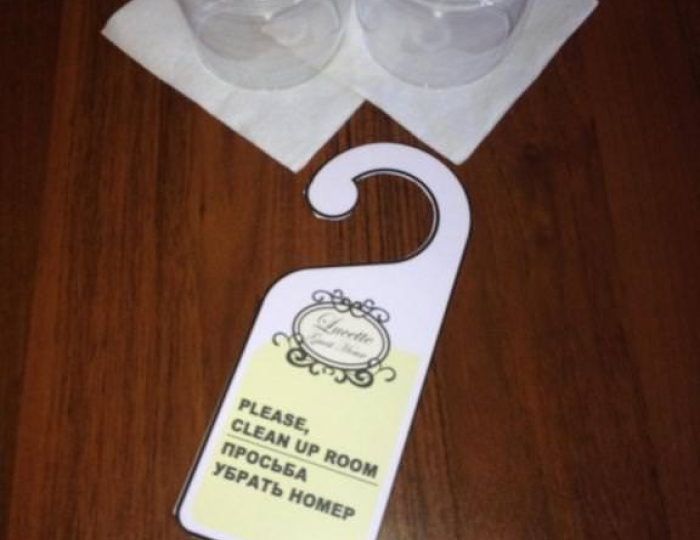 Lucette
Guest House
PLEASE,
CLEAN UP ROOM
ПРОСЬБА
УБРАТЬ НОМЕР